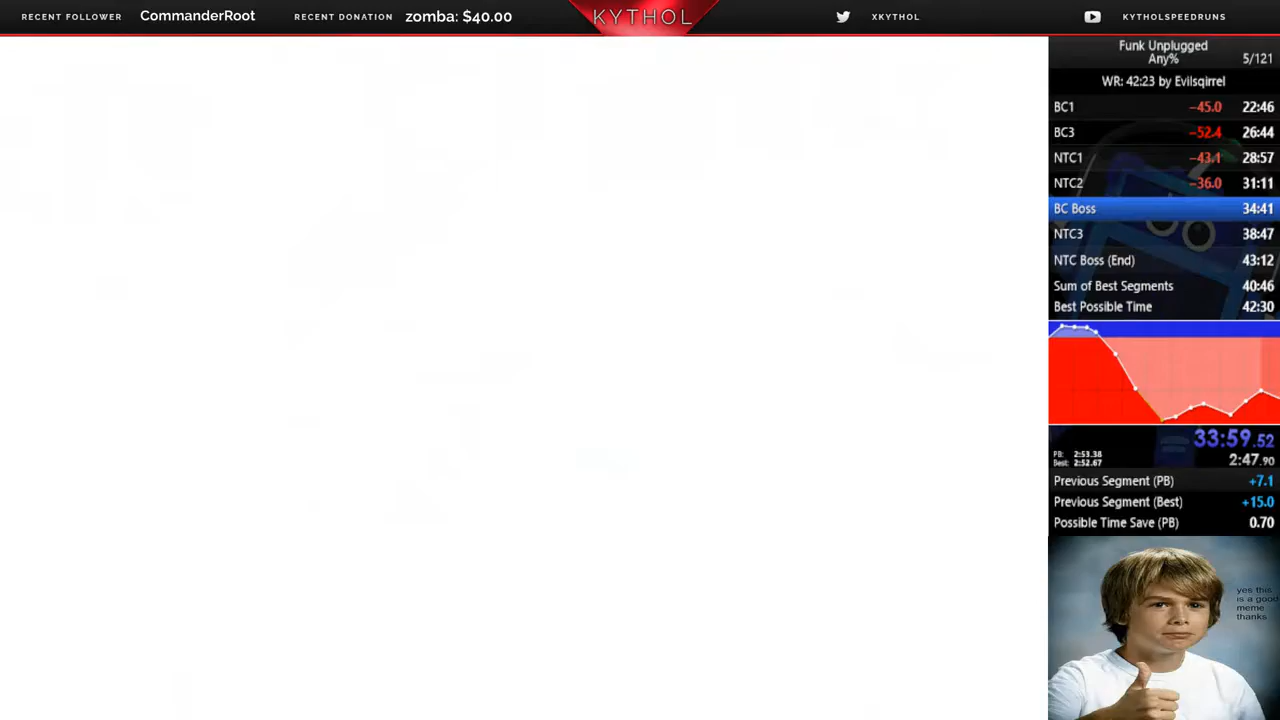 RECENT FOLLOWER CommanderRoot RECENT DONATION zomba: $40.00 KYTHOL XKYTHOL KYTHOLSPEEDRUNS
Funk Unplugged
Any% 5/121
WR: 42:23 by Evilsqirrel
BC1 −45.0 22:46
BC3 −52.4 26:44
NTC1 −43.1 28:57
NTC2 −36.0 31:11
BC Boss 34:41
NTC3 38:47
NTC Boss (End) 43:12
Sum of Best Segments 40:46
Best Possible Time 42:30
33:59.52
PB: 2:53.38
Best: 2:52.67
2:47.90
Previous Segment (PB) +7.1
Previous Segment (Best) +15.0
Possible Time Save (PB) 0.70
yes this
is a good
meme
thanks